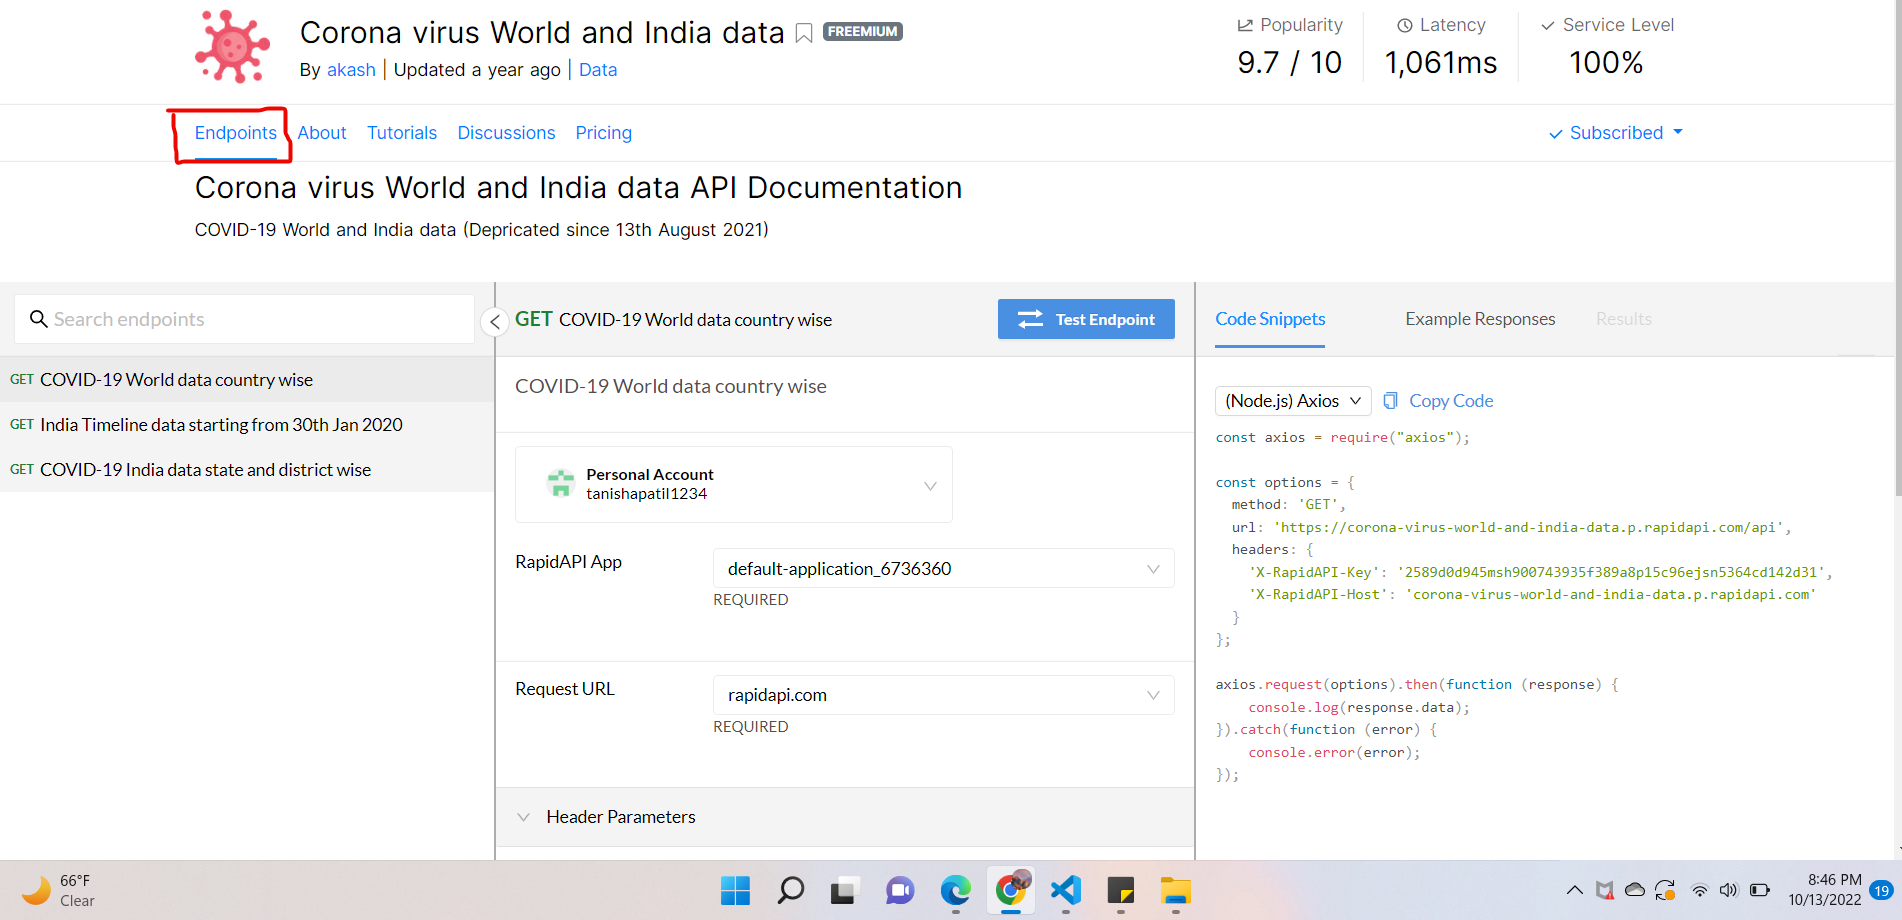 Corona virus World and India data FREEMIUM
By akash | Updated a year ago | Data
Popularity
9.7 / 10
Latency
1,061ms
Service Level
100%
Endpoints About Tutorials Discussions Pricing
Subscribed
Corona virus World and India data API Documentation
COVID-19 World and India data (Depricated since 13th August 2021)
Search endpoints
GET COVID-19 World data country wise
GET India Timeline data starting from 30th Jan 2020
GET COVID-19 India data state and district wise
GET COVID-19 World data country wise
Test Endpoint
COVID-19 World data country wise
Personal Account
tanishapatil1234
RapidAPI App
default-application_6736360
REQUIRED
Request URL
rapidapi.com
REQUIRED
Header Parameters
Code Snippets Example Responses Results
(Node.js) Axios Copy Code
const axios = require("axios");
const options = {
method: 'GET',
url: 'https://corona-virus-world-and-india-data.p.rapidapi.com/api',
headers: {
'X-RapidAPI-Key': '2589d0d945msh900743935f389a8p15c96ejsn5364cd142d31',
'X-RapidAPI-Host': 'corona-virus-world-and-india-data.p.rapidapi.com'
}
};
axios.request(options).then(function (response) {
console.log(response.data);
}).catch(function (error) {
console.error(error);
});
66°F
Clear
8:46 PM
10/13/2022
19